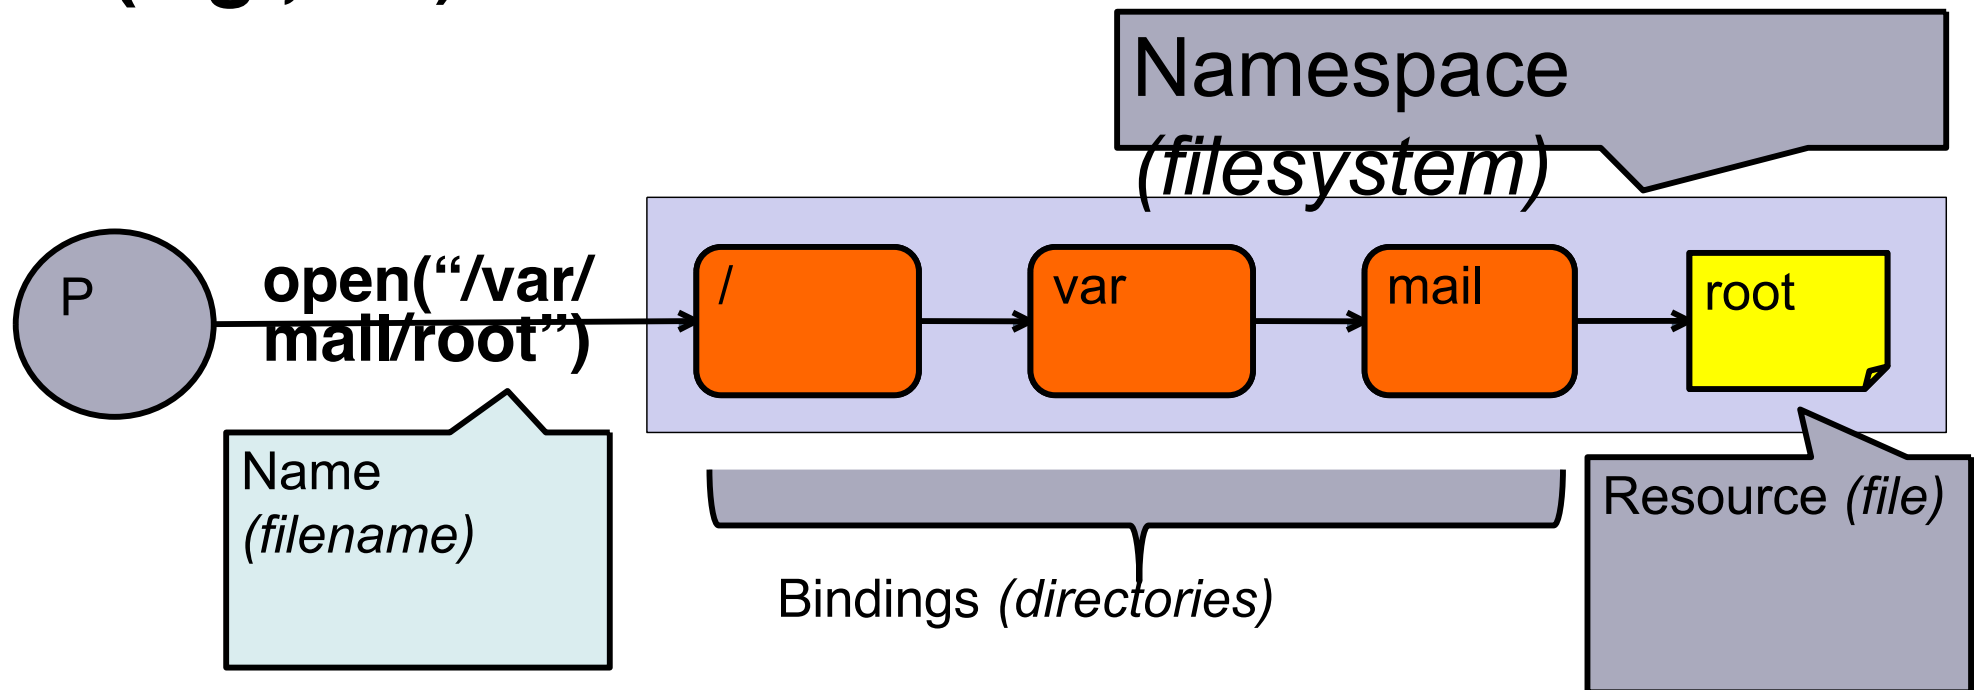 Namespace
(filesystem)
P
open(“/var/
mail/root”)
/
var
mail
root
Name
(filename)
Resource (file)
Bindings (directories)